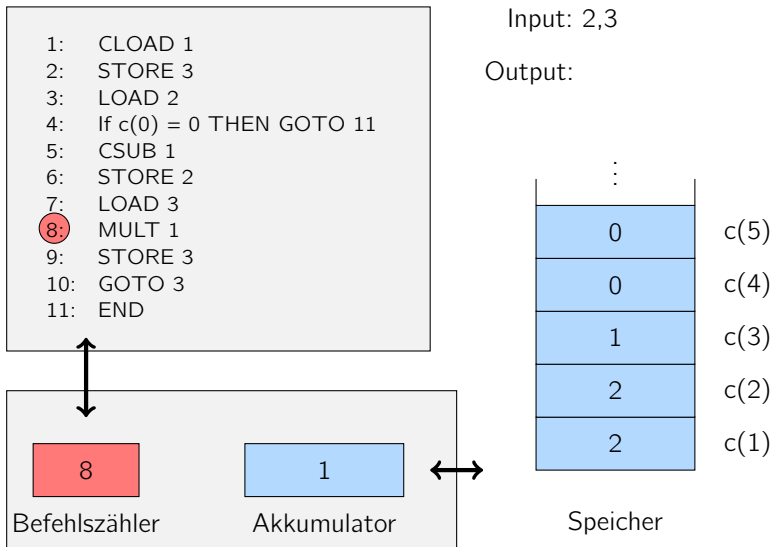 1: CLOAD 1
2: STORE 3
3: LOAD 2
4: If c(0) = 0 THEN GOTO 11
5: CSUB 1
6: STORE 2
7: LOAD 3
8: MULT 1
9: STORE 3
10: GOTO 3
11: END
Input: 2,3
Output:
⋮
0 c(5)
0 c(4)
1 c(3)
2 c(2)
2 c(1)
8
1
Befehlszähler
Akkumulator
Speicher